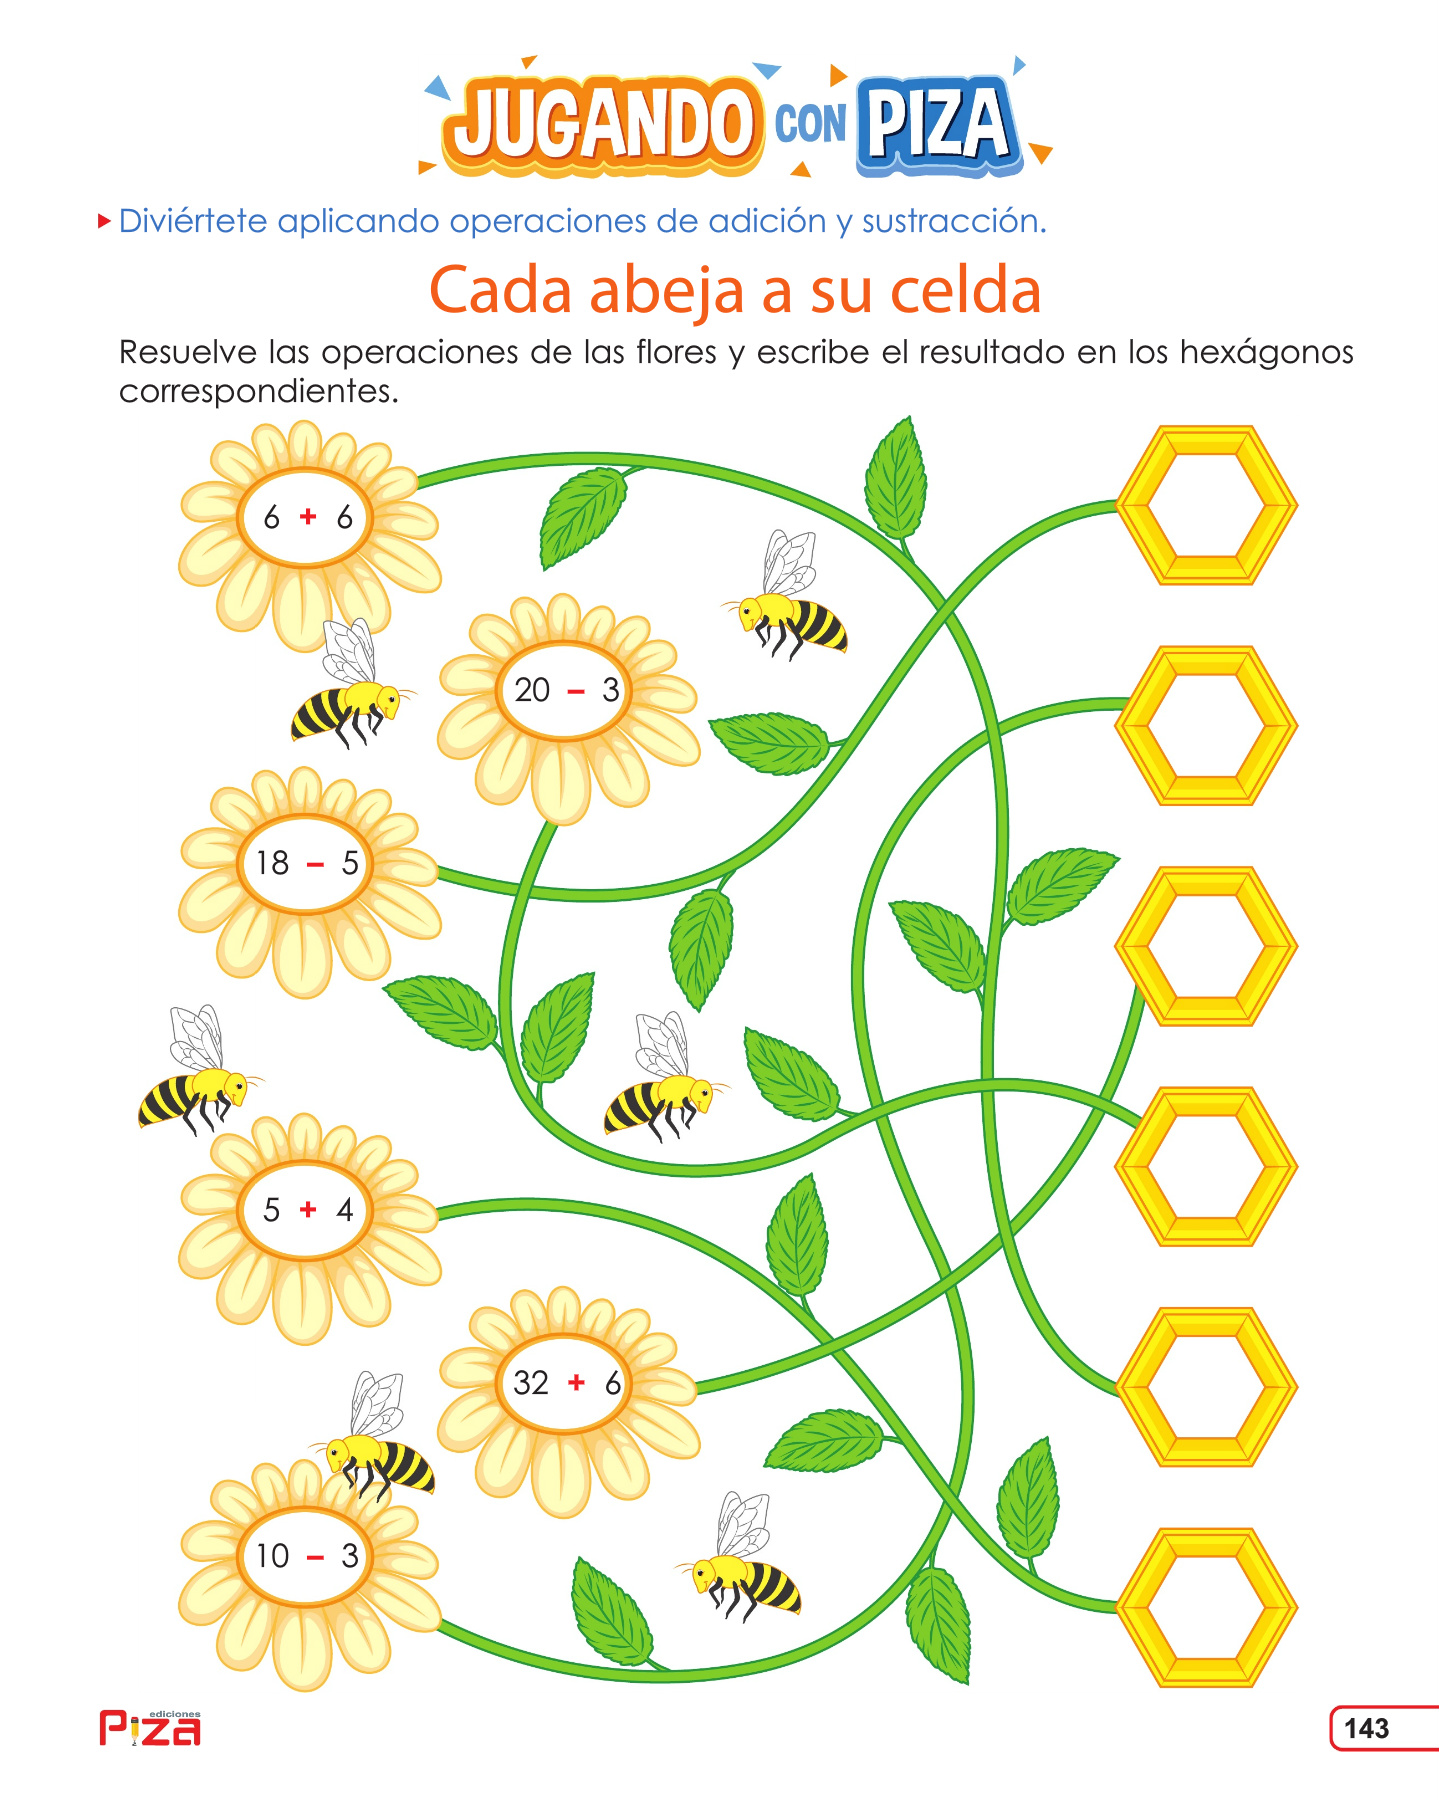 JUGANDO CON PIZA
Diviértete aplicando operaciones de adición y sustracción.
Cada abeja a su celda
Resuelve las operaciones de las flores y escribe el resultado en los hexágonos
correspondientes.
6 + 6
20 – 3
18 – 5
5 + 4
32 + 6
10 – 3
ediciones
Piza
143